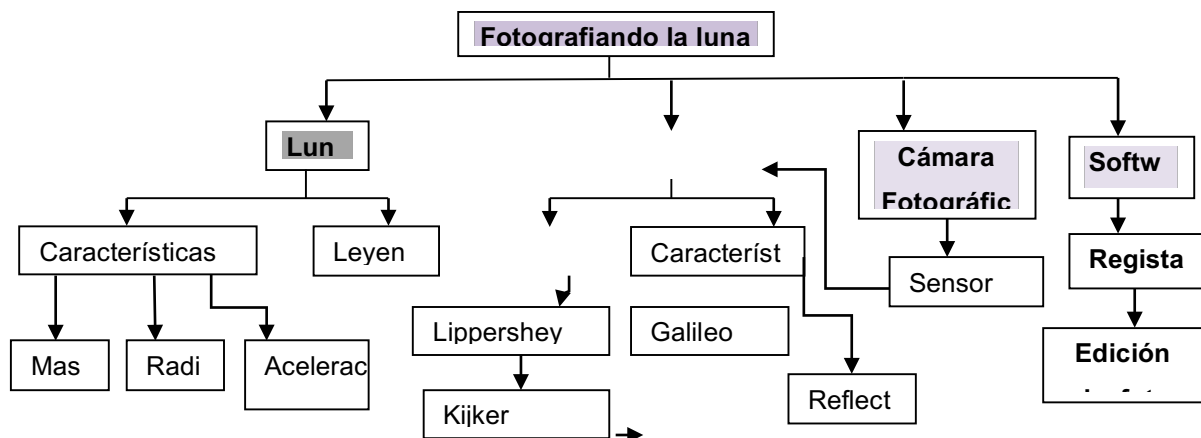 Fotografiando la luna
Lun
Cámara
Fotográfic
Softw
Características
Leyen
Característ
Sensor
Regista
Mas
Radi
Acelerac
Lippershey
Galileo
Kijker
Reflect
Edición